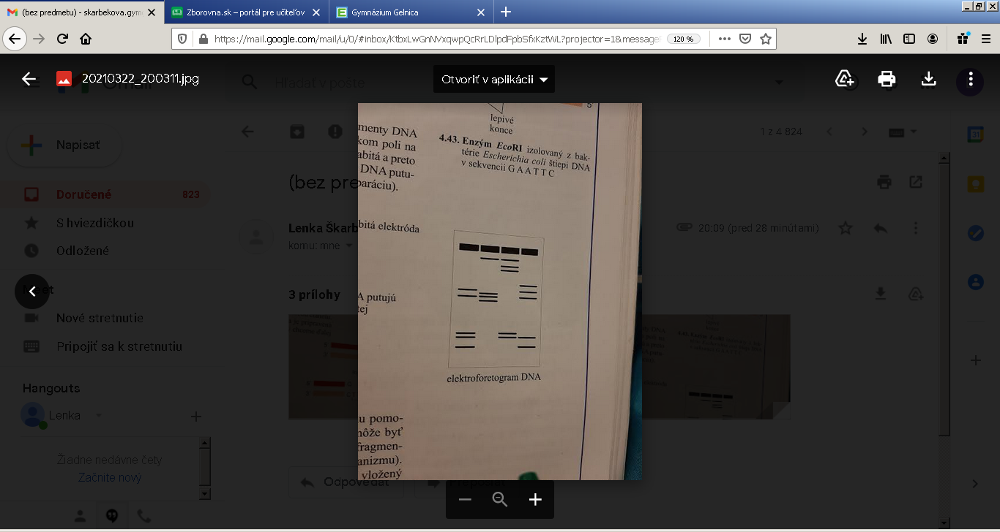 (bez predmetu) - skarbekova.gym
Zborovna.sk – portál pre učiteľov
Gymnázium Gelnica
https://mail.google.com/mail/u/0/#inbox/KtbxLwGnNVxqwpQcRrLDlpdFpbSfxKztWL?projector=1&message
120 %
20210322_200311.jpg
Otvoriť v aplikácii
Hľadať v pošte
Napísať
1 z 4 824
Doručené
823
S hviezdičkou
Odložené
(bez pre
Lenka Škarb
komu: mne
20:09 (pred 28 minútami)
Nové stretnutie
Pripojiť sa k stretnutiu
3 prílohy
Hangouts
Lenka
Žiadne nedávne čety
Začnite nový
Odpovedať
lepivé
konce
5
menty DNA
kom poli na
abitá a preto
DNA putu-
paráciu).
4.43. Enzým EcoRI izolovaný z bak-
térie Escherichia coli štiepi DNA
v sekvencii G A A T T C
bitá elektróda
A putujú
tej
elektroforetogram DNA
u pomo-
nôže byť
fragmen-
anizmu).
vložený